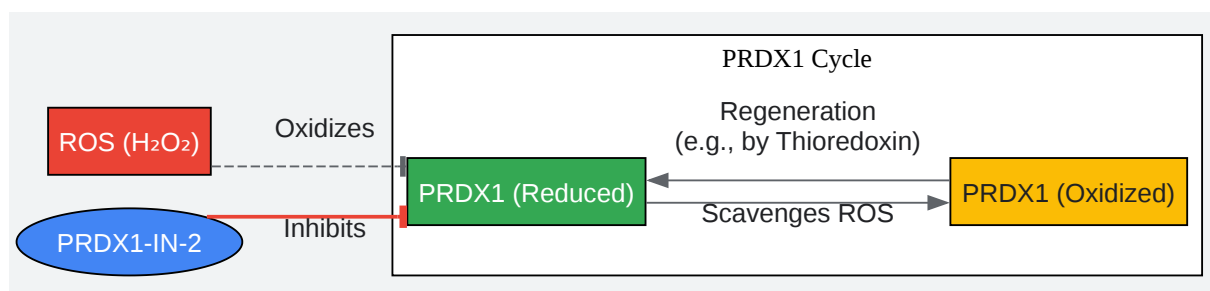 PRDX1 Cycle
ROS (H₂O₂)
Oxidizes
Regeneration
(e.g., by Thioredoxin)
PRDX1 (Reduced)
PRDX1 (Oxidized)
Scavenges ROS
PRDX1-IN-2
Inhibits